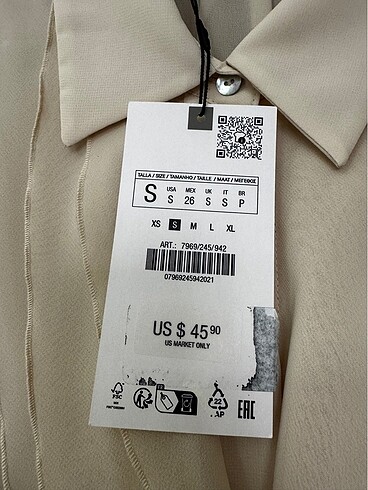 TALLA / SIZE / TAMANHO / TAILLE / MAAT / ΜΕΓΕΘΟΣ
USA MEX UK IT BR
S S 26 S S P
XS S M L XL
ART.: 7969/245/942
07969245942021
US $ 45.90
US MARKET ONLY
FSC
22
AP
EAC